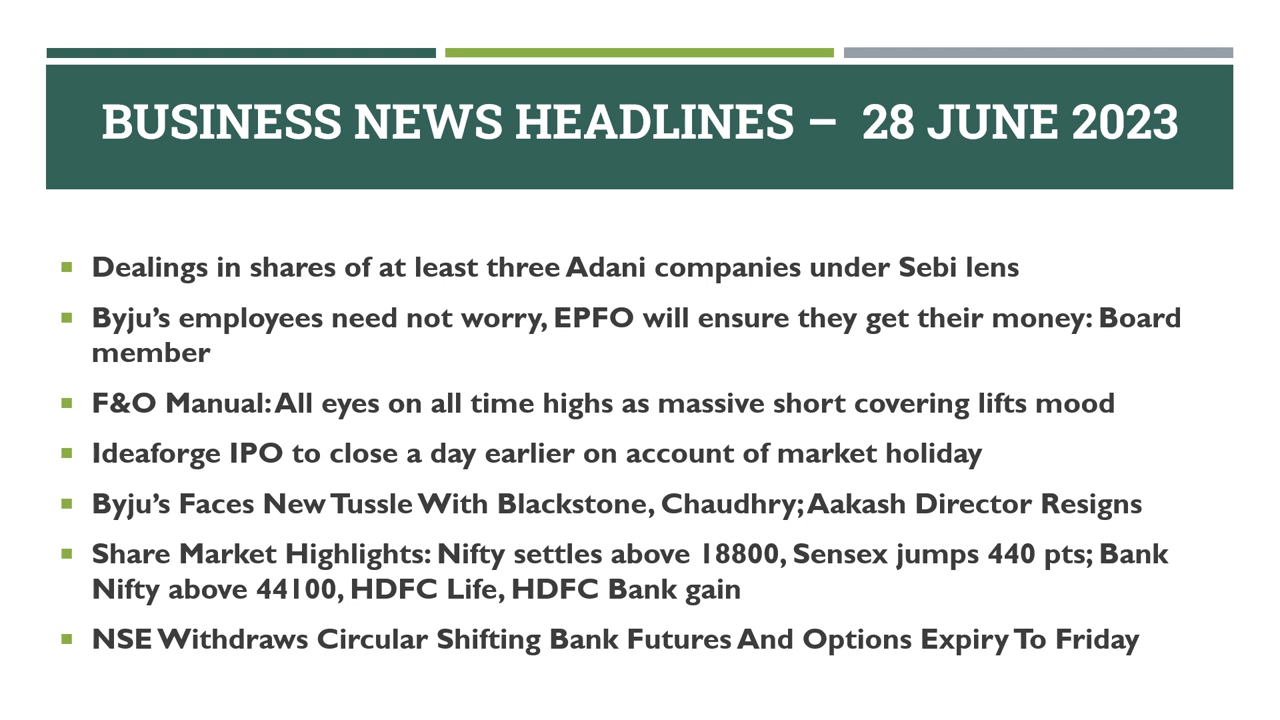 BUSINESS NEWS HEADLINES – 28 JUNE 2023
Dealings in shares of at least three Adani companies under Sebi lens
Byju's employees need not worry, EPFO will ensure they get their money: Board
member
F&O Manual: All eyes on all time highs as massive short covering lifts mood
Ideaforge IPO to close a day earlier on account of market holiday
Byju's Faces New Tussle With Blackstone, Chaudhry; Aakash Director Resigns
Share Market Highlights: Nifty settles above 18800, Sensex jumps 440 pts; Bank
Nifty above 44100, HDFC Life, HDFC Bank gain
NSE Withdraws Circular Shifting Bank Futures And Options Expiry To Friday